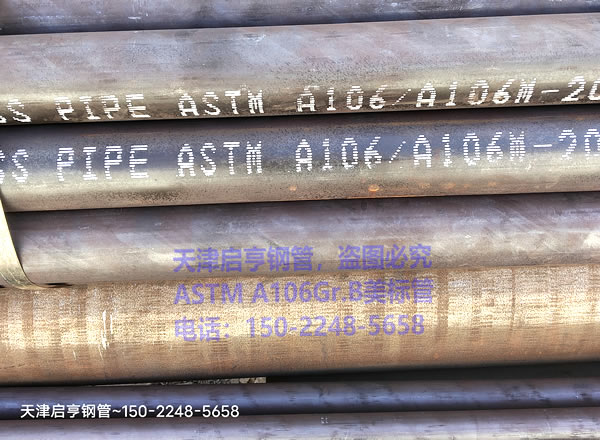 SS PIPE ASTM A106/A106M-20
SS PIPE ASTM A106/A106M-20
天津启亨钢管，盗图必究
ASTM A106Gr.B美标管
电话：150-2248-5658
天津启亨钢管~150-2248-5658